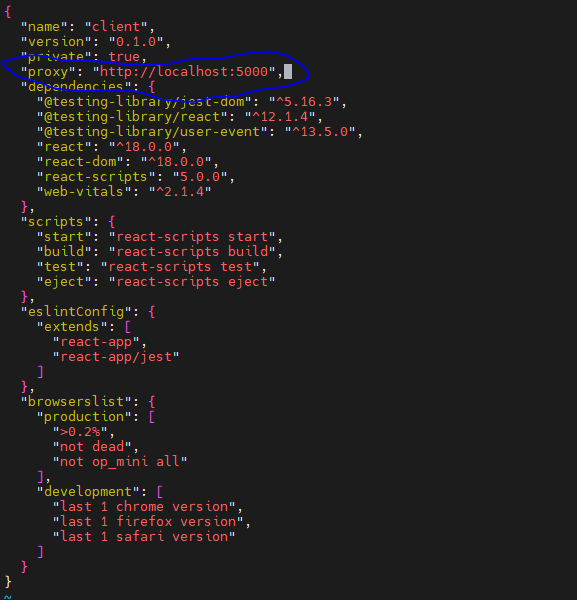 {
  "name": "client",
  "version": "0.1.0",
  "private": true,
  "proxy": "http://localhost:5000",
  "dependencies": {
    "@testing-library/jest-dom": "^5.16.3",
    "@testing-library/react": "^12.1.4",
    "@testing-library/user-event": "^13.5.0",
    "react": "^18.0.0",
    "react-dom": "^18.0.0",
    "react-scripts": "5.0.0",
    "web-vitals": "^2.1.4"
  },
  "scripts": {
    "start": "react-scripts start",
    "build": "react-scripts build",
    "test": "react-scripts test",
    "eject": "react-scripts eject"
  },
  "eslintConfig": {
    "extends": [
      "react-app",
      "react-app/jest"
    ]
  },
  "browserslist": {
    "production": [
      ">0.2%",
      "not dead",
      "not op_mini all"
    ],
    "development": [
      "last 1 chrome version",
      "last 1 firefox version",
      "last 1 safari version"
    ]
  }
}
~